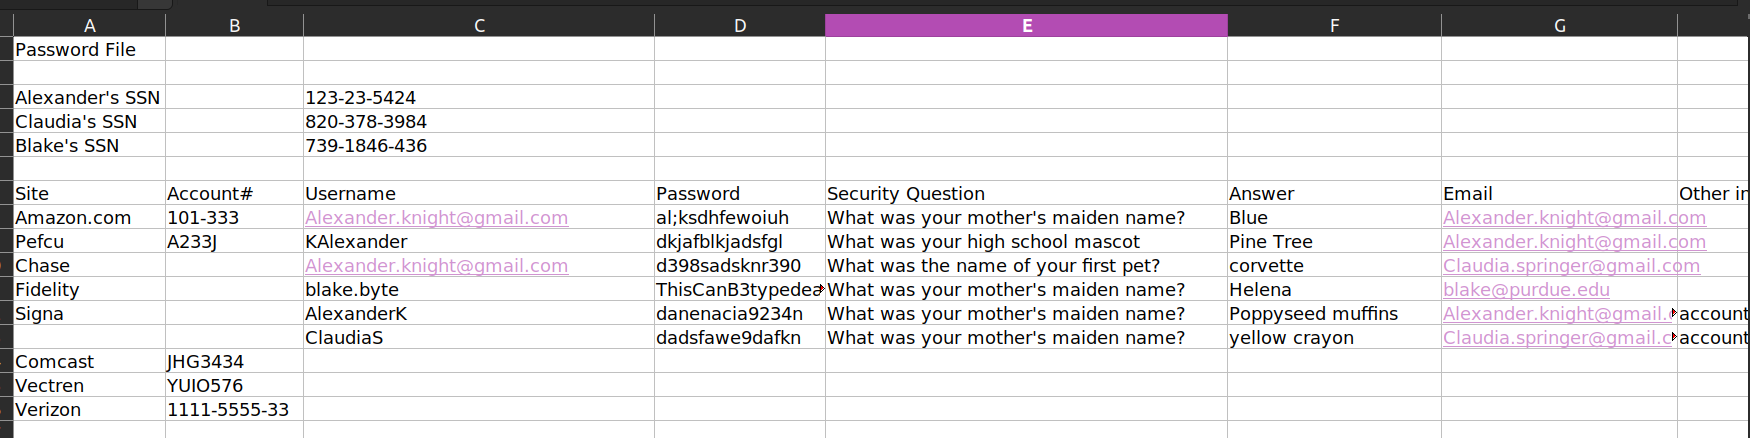 A B C D E F G
Password File
Alexander's SSN 123-23-5424
Claudia's SSN 820-378-3984
Blake's SSN 739-1846-436
Site Account# Username Password Security Question Answer Email Other in
Amazon.com 101-333 Alexander.knight@gmail.com al;ksdhfewoiuh What was your mother's maiden name? Blue Alexander.knight@gmail.com
Pefcu A233J KAlexander dkjafblkjadsfgl What was your high school mascot Pine Tree Alexander.knight@gmail.com
Chase Alexander.knight@gmail.com d398sadsknr390 What was the name of your first pet? corvette Claudia.springer@gmail.com
Fidelity blake.byte ThisCanB3typedea What was your mother's maiden name? Helena blake@purdue.edu
Signa AlexanderK danenacia9234n What was your mother's maiden name? Poppyseed muffins Alexander.knight@gmail. account
ClaudiaS dadsfawe9dafkn What was your mother's maiden name? yellow crayon Claudia.springer@gmail.c account
Comcast JHG3434
Vectren YUIO576
Verizon 1111-5555-33